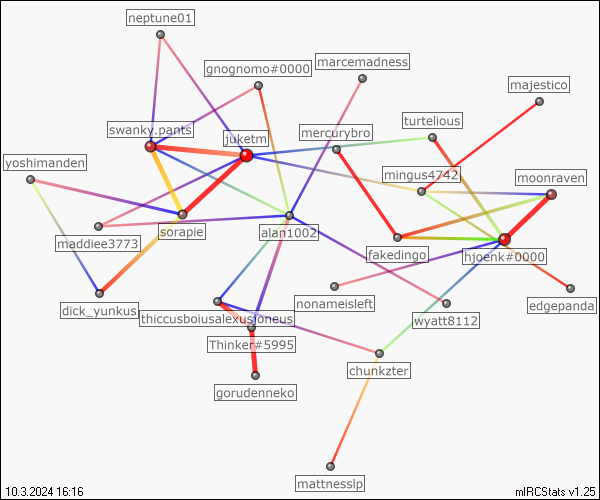 neptune01
marcemadness
gnognomo#0000
majestico
turtelious
swanky.pants
mercurybro
juketm
yoshimanden
mingus4742
moonraven
sorapie
alan1002
maddiee3773
fakedingo
hjoenk#0000
nonameisleft
edgepanda
dick_yunkus
thiccusboiusalexusjoneus
wyatt8112
Thinker#5995
chunkzter
gorudenneko
mattnesslp
10.3.2024 16:16
mIRCStats v1.25